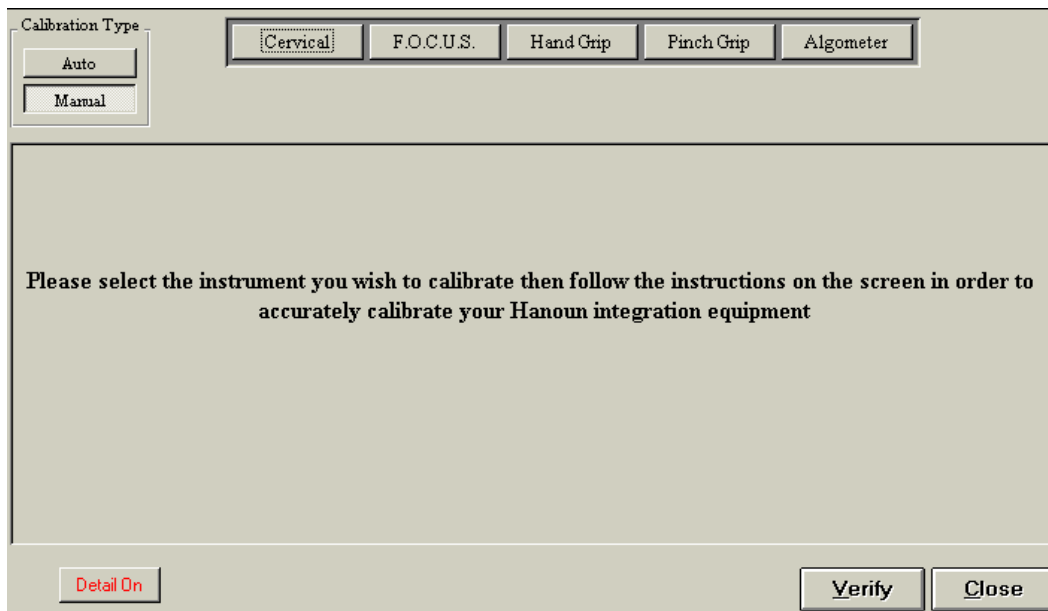 Calibration Type
Auto
Manual
Cervical
F.O.C.U.S.
Hand Grip
Pinch Grip
Algometer
Please select the instrument you wish to calibrate then follow the instructions on the screen in order to
accurately calibrate your Hanoun integration equipment
Detail On
Verify
Close